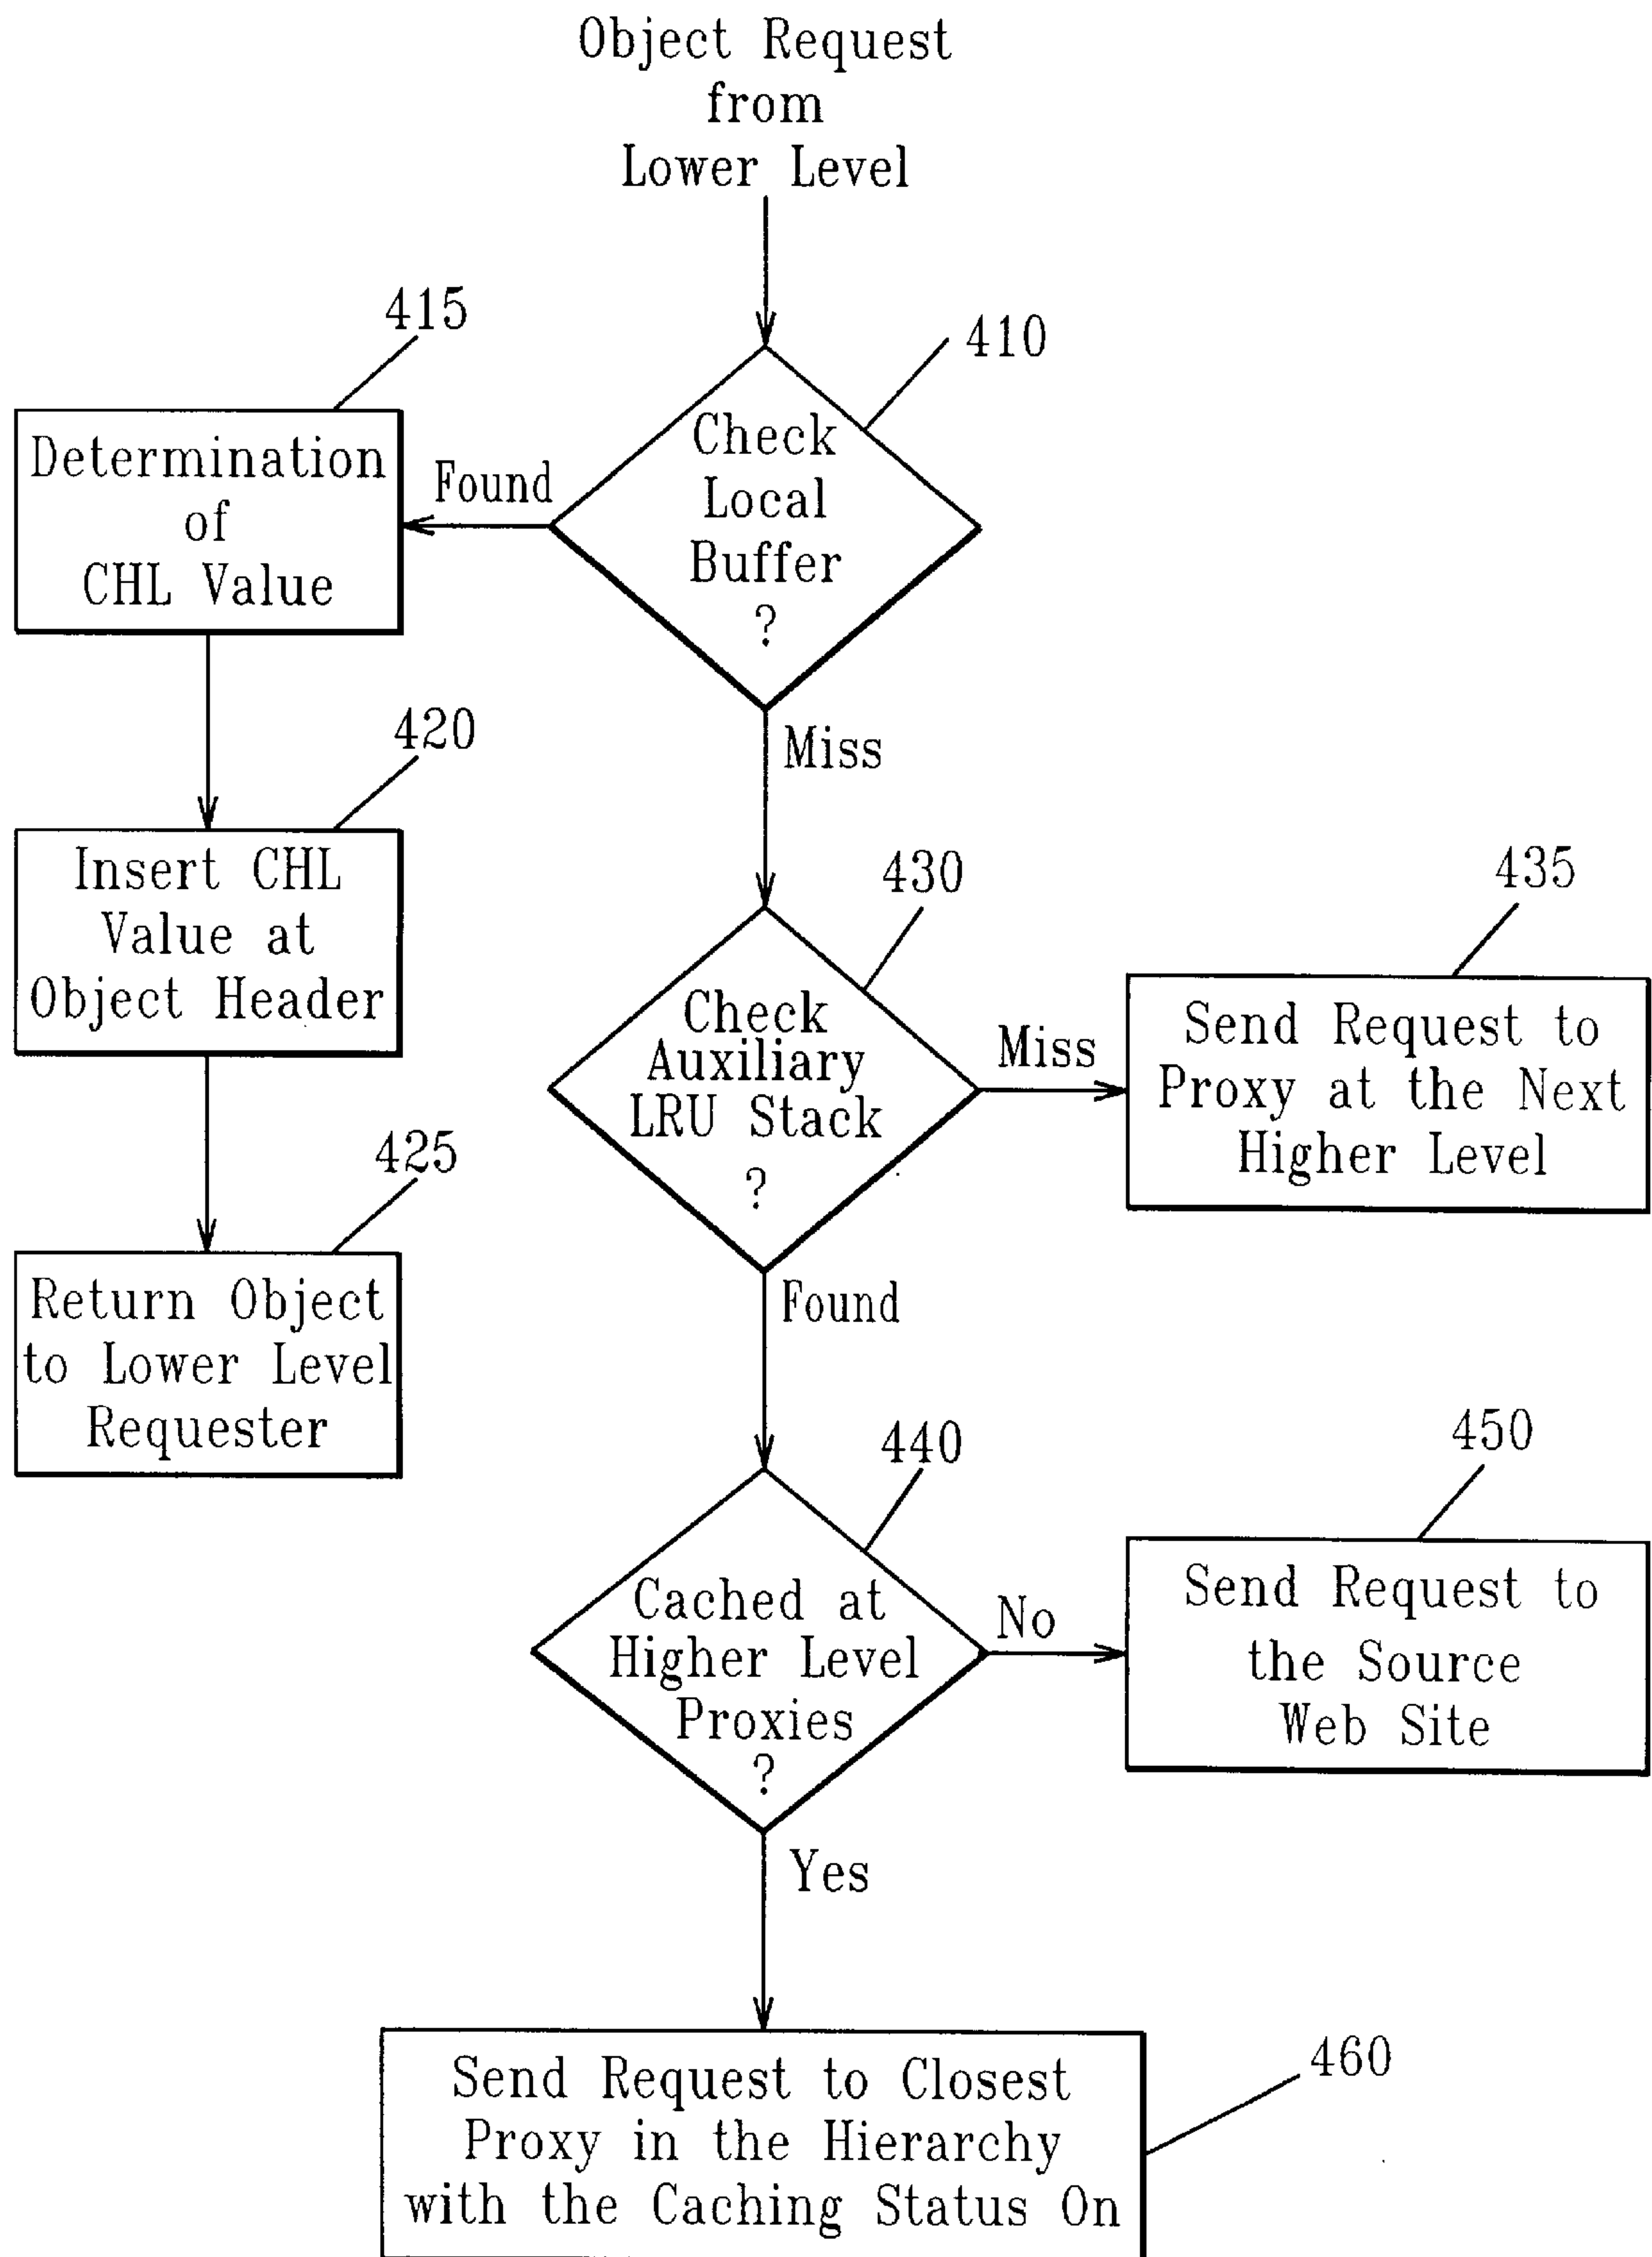 Object Request
from
Lower Level
415
410
Determination
of
CHL Value
Found
Check
Local
Buffer
?
Miss
420
Insert CHL
Value at
Object Header
430
435
Check
Auxiliary
LRU Stack
?
Miss
Send Request to
Proxy at the Next
Higher Level
425
Return Object
to Lower Level
Requester
Found
440
450
Cached at
Higher Level
Proxies
?
No
Send Request to
the Source
Web Site
Yes
460
Send Request to Closest
Proxy in the Hierarchy
with the Caching Status On